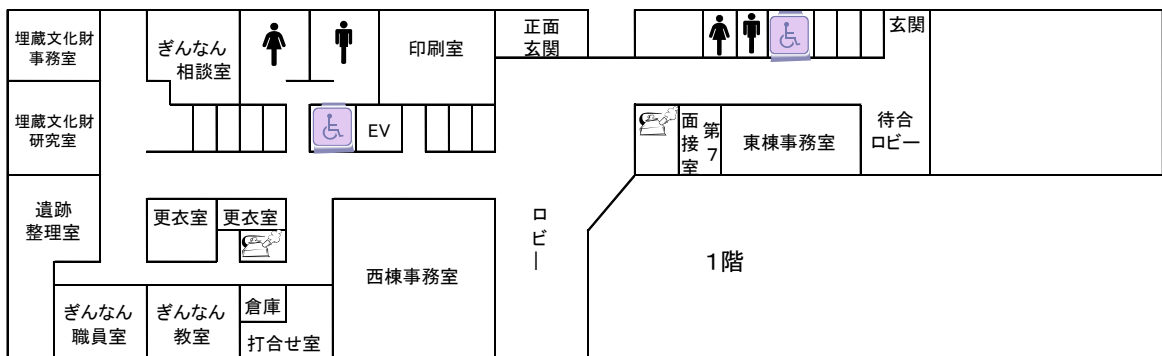 埋蔵文化財
事務室
ぎんなん
相談室
印刷室
正面
玄関
玄関
埋蔵文化財
研究室
EV
面接室
第7
東棟事務室
待合
ロビー
遺跡
整理室
更衣室
更衣室
ロビー
西棟事務室
1階
ぎんなん
職員室
ぎんなん
教室
倉庫
打合せ室